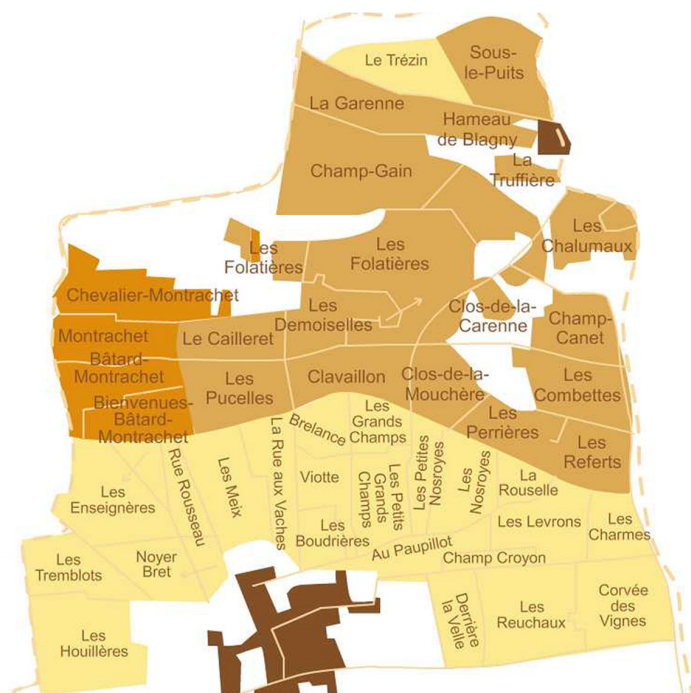 Le Trézin
Sous-
le-Puits
La Garenne
Hameau
de Blagny
La
Truffière
Champ-Gain
Les
Chalumaux
Les
Folatières
Les
Folatières
Chevalier-Montrachet
Les
Demoiselles
Clos-de-la-
Carenne
Champ-
Canet
Montrachet
Le Cailleret
Bâtard-
Montrachet
Les
Pucelles
Clavaillon
Clos-de-la-
Mouchère
Les
Combettes
Bienvenues-
Bâtard-
Montrachet
Les
Perrières
Les
Referts
Les
Grands
Champs
Brelance
La Rue aux Vaches
Rue Rousseau
Les Meix
Viotte
Les Petits
Grands
Champs
Les Petites
Nosroyes
Les
Nosroyes
La
Rouselle
Les
Enseignères
Les
Boudrières
Au Paupillot
Les Levrons
Les
Charmes
Les
Tremblots
Noyer
Bret
Champ Croyon
Derrière
la Velle
Les
Reuchaux
Corvée
des
Vignes
Les
Houillères